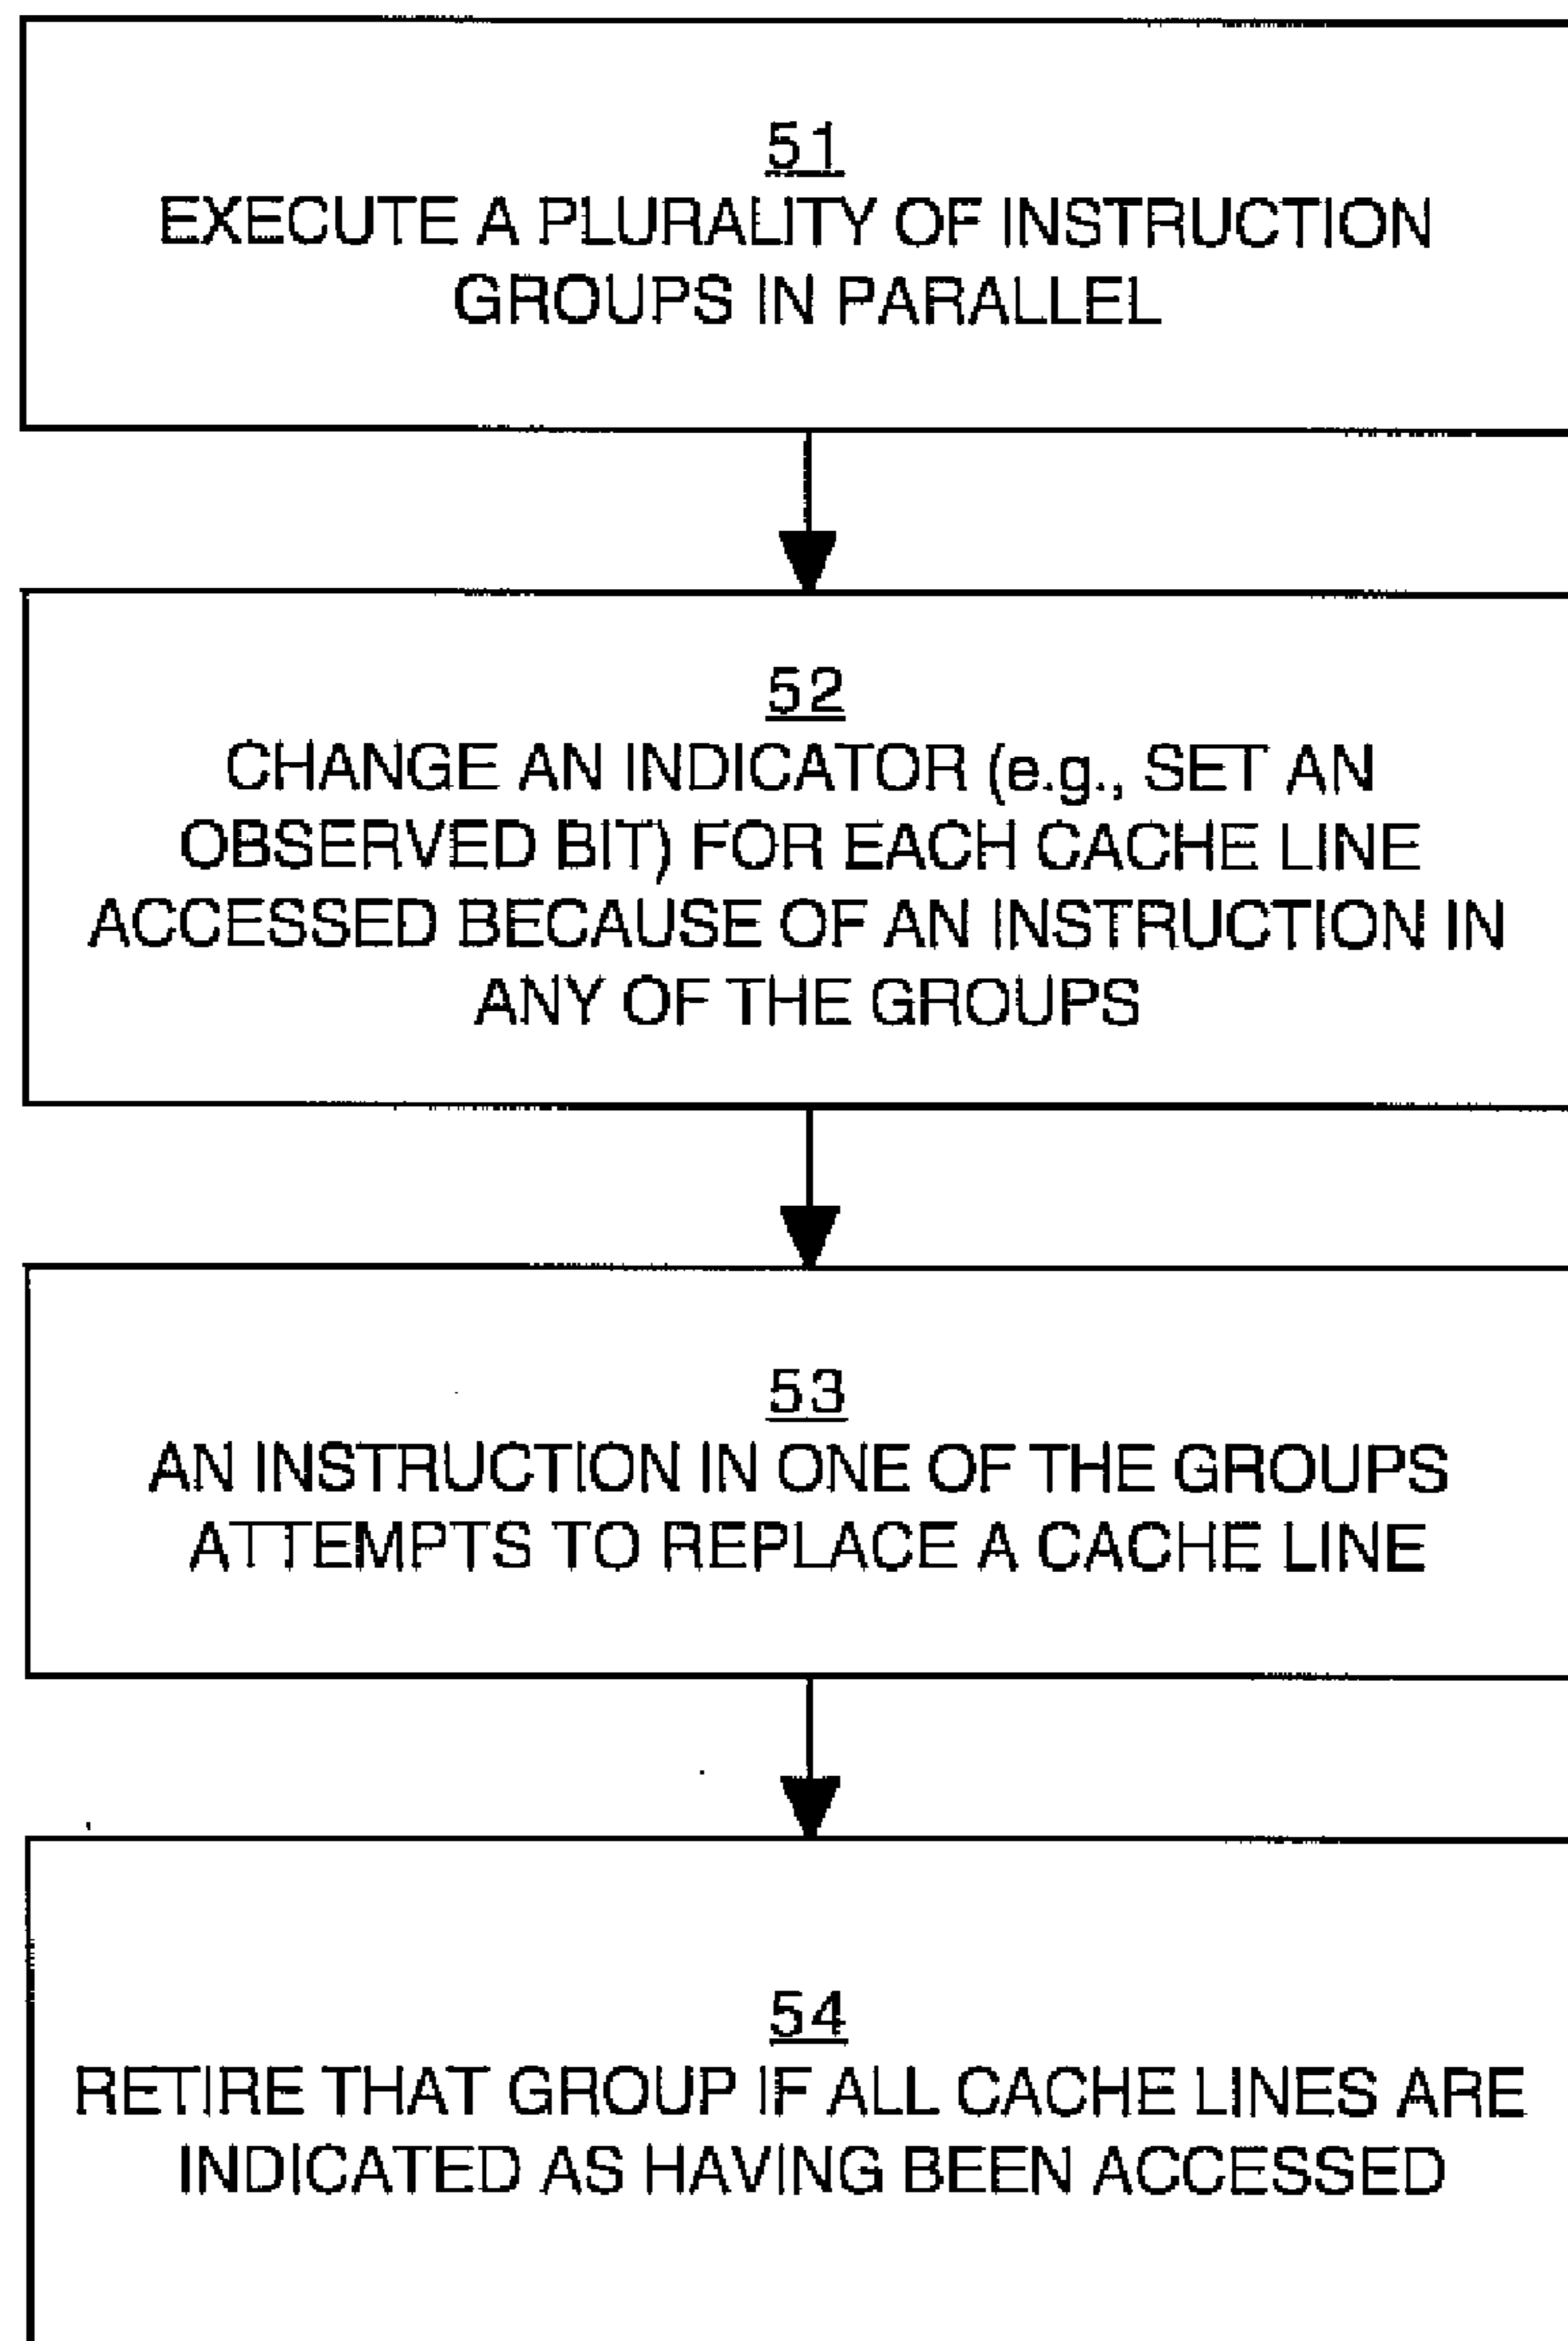 51
EXECUTE A PLURALITY OF INSTRUCTION
GROUPS IN PARALLEL
52
CHANGE AN INDICATOR (e.g., SET AN
OBSERVED BIT) FOR EACH CACHE LINE
ACCESSED BECAUSE OF AN INSTRUCTION IN
ANY OF THE GROUPS
53
AN INSTRUCTION IN ONE OF THE GROUPS
ATTEMPTS TO REPLACE A CACHE LINE
54
RETIRE THAT GROUP IF ALL CACHE LINES ARE
INDICATED AS HAVING BEEN ACCESSED